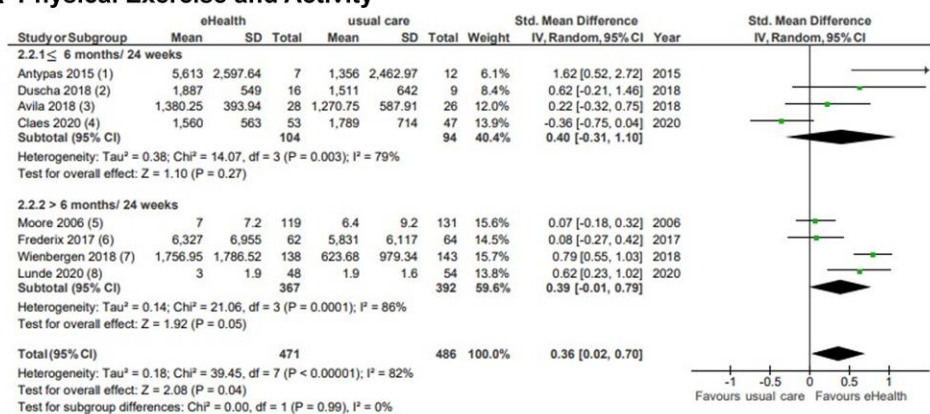 Physical Exercise and Activity
eHealth usual care Std. Mean Difference Std. Mean Difference
Study or Subgroup Mean SD Total Mean SD Total Weight IV, Random, 95% CI Year IV, Random, 95% CI
2.2.1≤ 6 months/ 24 weeks
Antypas 2015 (1) 5,613 2,597.64 7 1,356 2,462.97 12 6.1% 1.62 [0.52, 2.72] 2015
Duscha 2018 (2) 1,887 549 16 1,511 642 9 8.4% 0.62 [-0.21, 1.46] 2018
Avila 2018 (3) 1,380.25 393.94 28 1,270.75 587.91 26 12.0% 0.22 [-0.32, 0.75] 2018
Claes 2020 (4) 1,560 563 53 1,789 714 47 13.8% -0.36 [-0.75, 0.04] 2020
Subtotal (95% CI) 104 94 40.4% 0.40 [-0.31, 1.10]
Heterogeneity: Tau² = 0.38; Chi² = 14.07, df = 3 (P = 0.003); I² = 79%
Test for overall effect: Z = 1.10 (P = 0.27)
2.2.2 > 6 months/ 24 weeks
Moore 2006 (5) 7 7.2 119 6.4 9.2 131 15.6% 0.07 [-0.18, 0.32] 2006
Frederix 2017 (6) 6,327 6,955 62 5,831 6,117 64 14.5% 0.08 [-0.27, 0.42] 2017
Wienbergen 2018 (7) 1,756.95 1,786.52 138 623.68 979.34 143 15.7% 0.79 [0.55, 1.03] 2018
Lunde 2020 (8) 3 1.9 48 1.9 1.6 54 13.8% 0.62 [0.23, 1.02] 2020
Subtotal (95% CI) 367 392 59.6% 0.39 [-0.01, 0.79]
Heterogeneity: Tau² = 0.14; Chi² = 21.06, df = 3 (P = 0.0001); I² = 86%
Test for overall effect: Z = 1.92 (P = 0.05)
Total (95% CI) 471 486 100.0% 0.36 [0.02, 0.70]
Heterogeneity: Tau² = 0.18; Chi² = 39.45, df = 7 (P < 0.00001); I² = 82%
Test for overall effect: Z = 2.08 (P = 0.04)
Test for subgroup differences: Chi² = 0.00, df = 1 (P = 0.99), I² = 0%
-1 -0.5 0 0.5 1
Favours usual care Favours eHealth